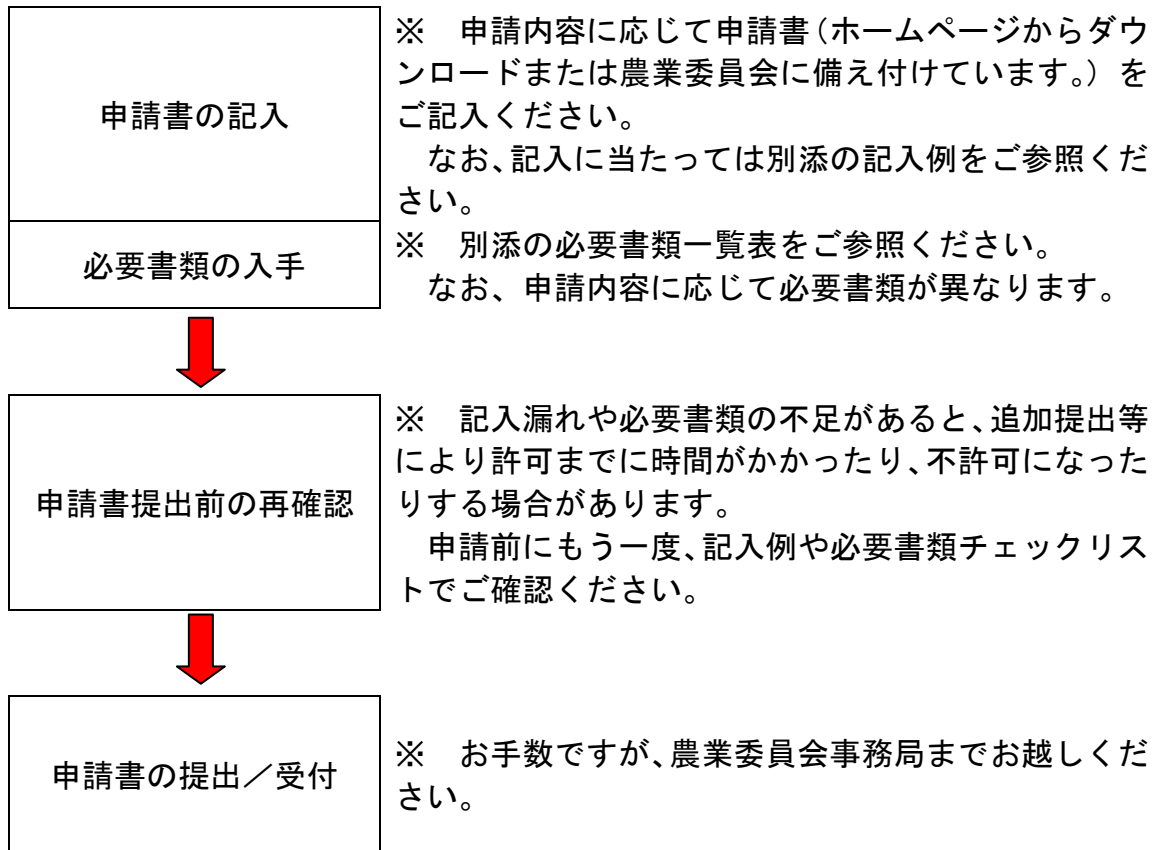 申請書の記入
※　申請内容に応じて申請書（ホームページからダウ
ンロードまたは農業委員会に備え付けています。）を
ご記入ください。
　なお、記入に当たっては別添の記入例をご参照くだ
さい。
必要書類の入手
※　別添の必要書類一覧表をご参照ください。
　なお、申請内容に応じて必要書類が異なります。
申請書提出前の再確認
※　記入漏れや必要書類の不足があると、追加提出等
により許可までに時間がかかったり、不許可になった
りする場合があります。
　申請前にもう一度、記入例や必要書類チェックリス
トでご確認ください。
申請書の提出／受付
※　お手数ですが、農業委員会事務局までお越しくだ
さい。